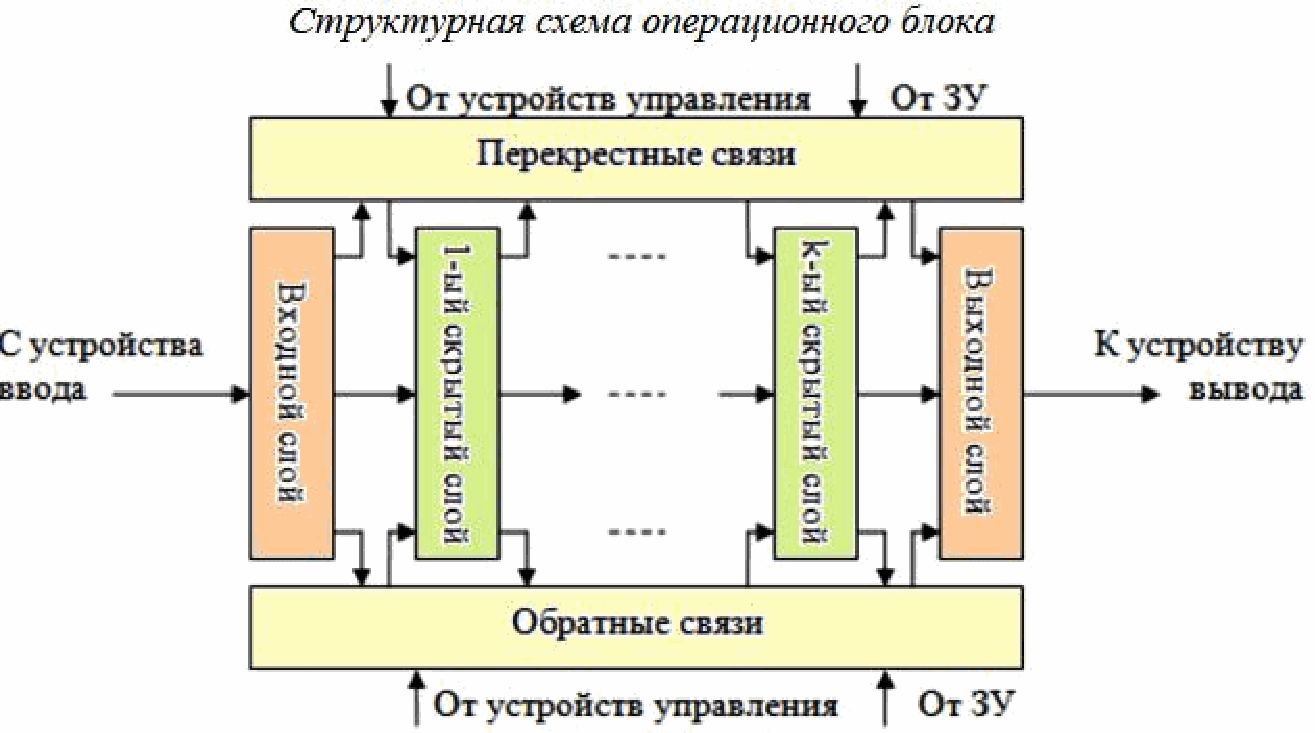 Структурная схема операционного блока
От устройств управления
От ЗУ
Перекрестные связи
Входной слой
1-ый скрытый слой
k-ый скрытый слой
Выходной слой
С устройства
ввода
К устройству
вывода
Обратные связи
От устройств управления
От ЗУ